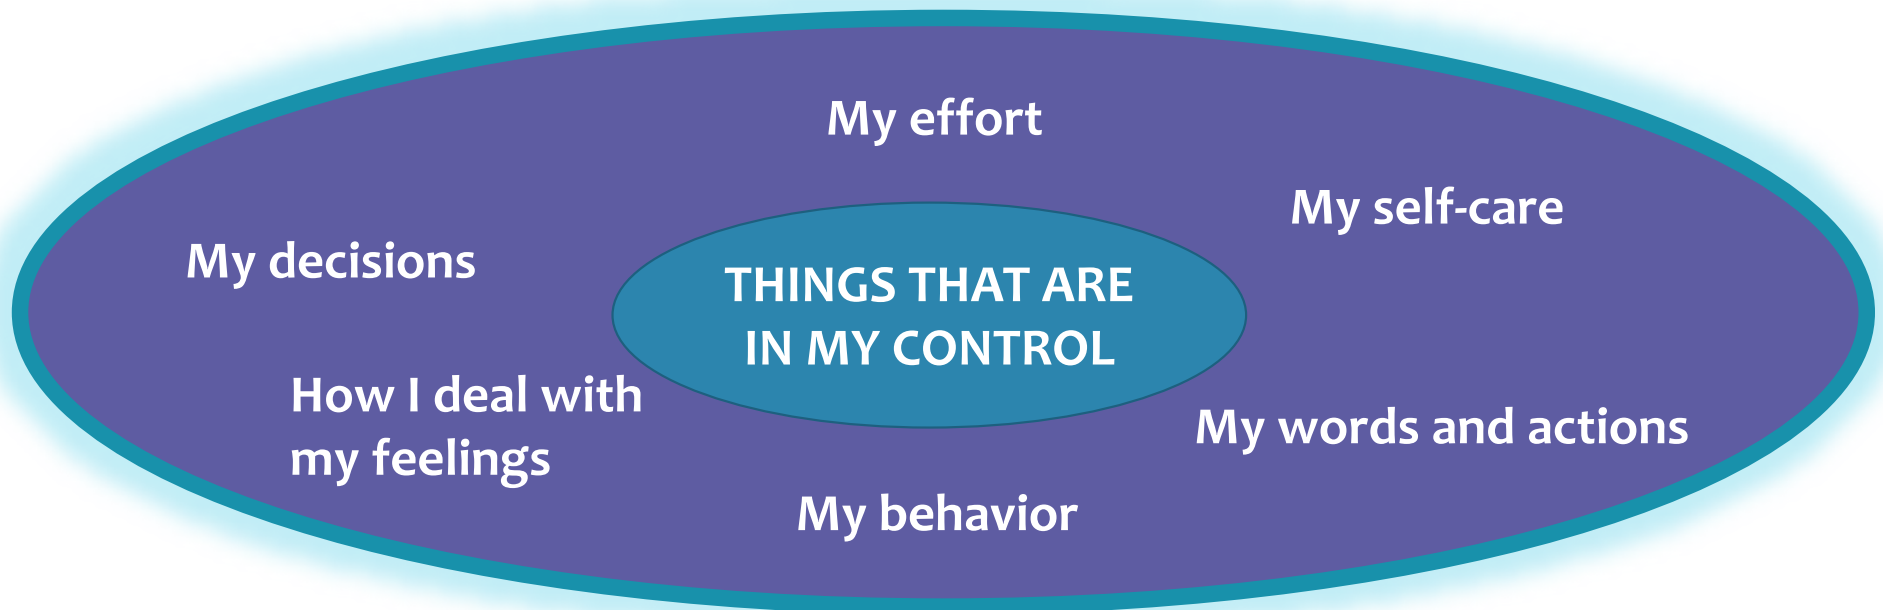 My effort
My self-care
My decisions
THINGS THAT ARE
IN MY CONTROL
How I deal with
my feelings
My words and actions
My behavior